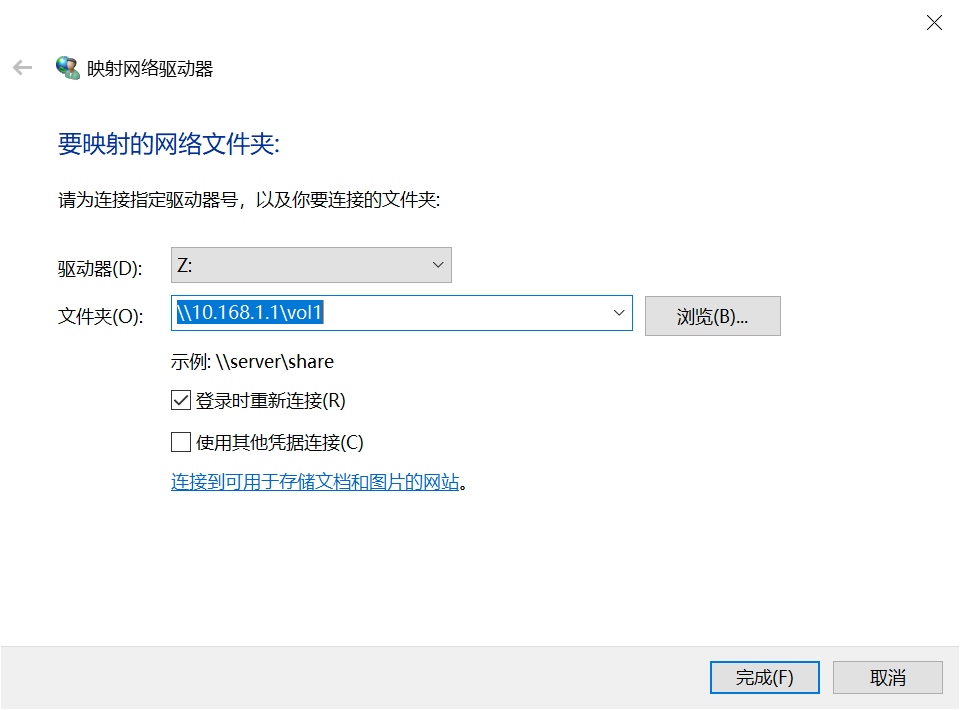 映射网络驱动器
要映射的网络文件夹:
请为连接指定驱动器号，以及你要连接的文件夹:
驱动器(D): Z:
文件夹(O): \\10.168.1.1\vol1 浏览(B)...
示例: \\server\share
登录时重新连接(R)
使用其他凭据连接(C)
连接到可用于存储文档和图片的网站。
完成(F) 取消